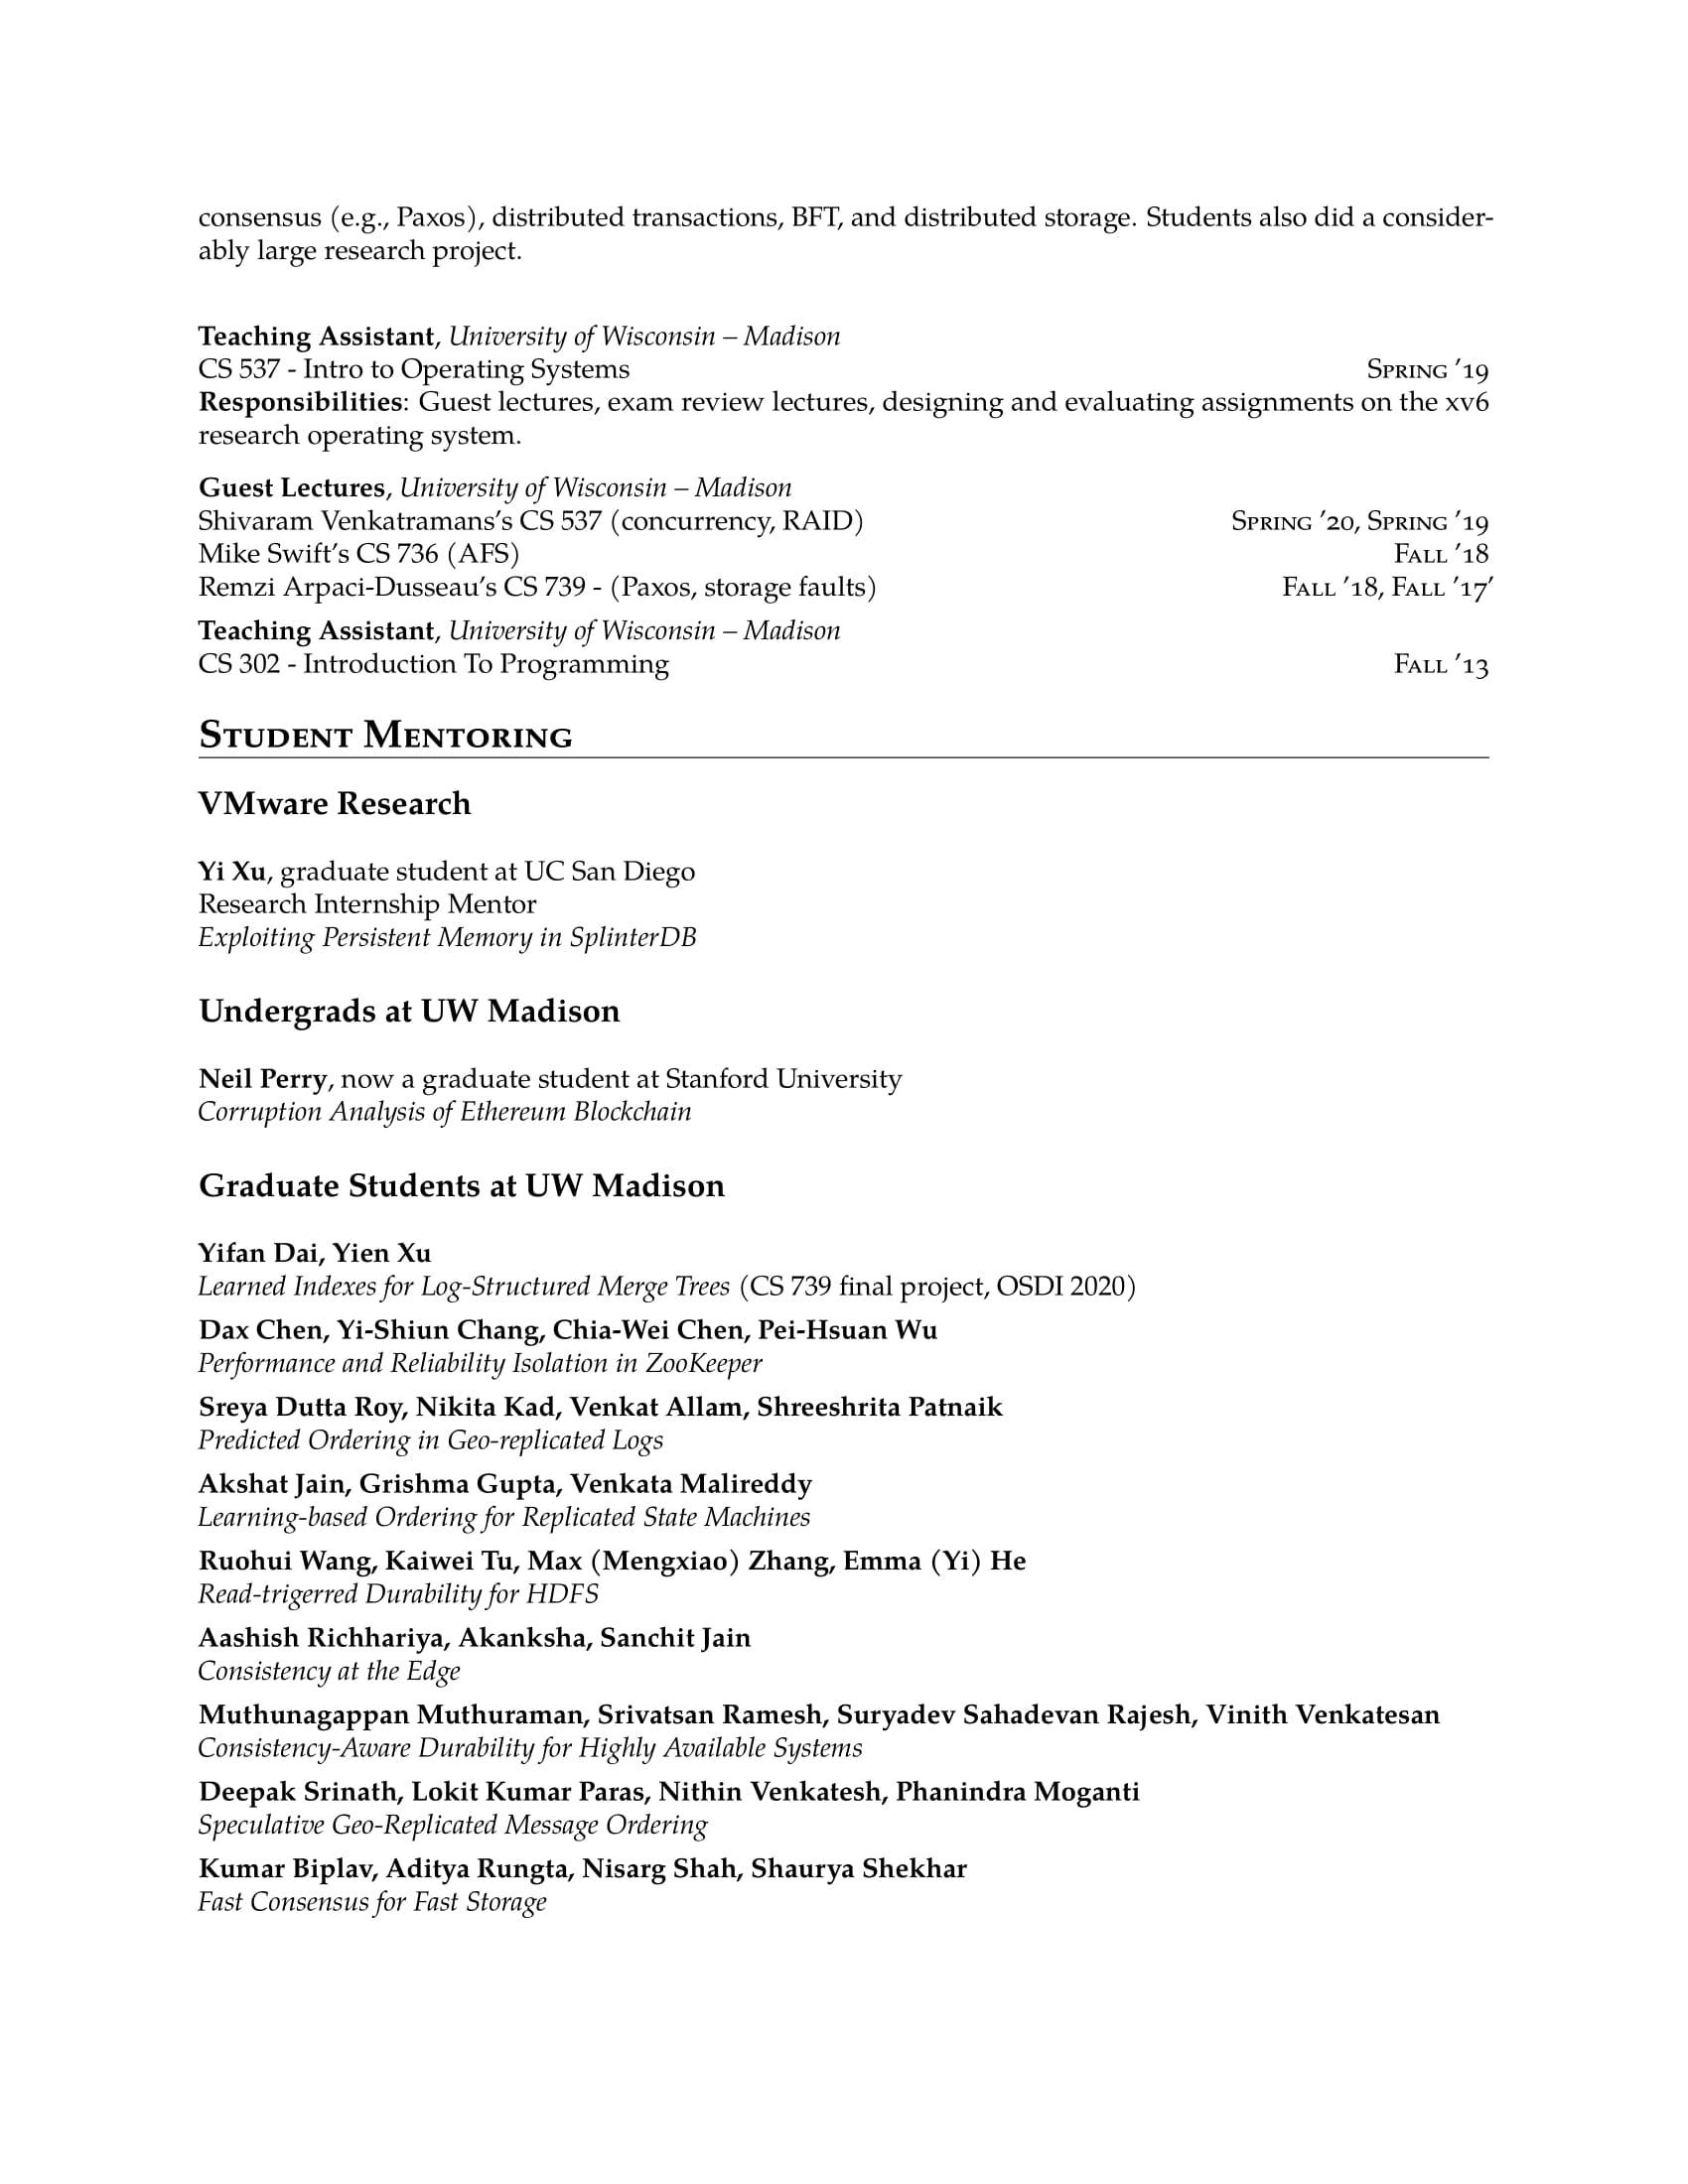 consensus (e.g., Paxos), distributed transactions, BFT, and distributed storage. Students also did a consider-
ably large research project.
Teaching Assistant, University of Wisconsin – Madison
CS 537 - Intro to Operating Systems Spring ’19
Responsibilities: Guest lectures, exam review lectures, designing and evaluating assignments on the xv6
research operating system.
Guest Lectures, University of Wisconsin – Madison
Shivaram Venkatramans’s CS 537 (concurrency, RAID) Spring ’20, Spring ’19
Mike Swift’s CS 736 (AFS) Fall ’18
Remzi Arpaci-Dusseau’s CS 739 - (Paxos, storage faults) Fall ’18, Fall ’17’
Teaching Assistant, University of Wisconsin – Madison
CS 302 - Introduction To Programming Fall ’13
Student Mentoring
VMware Research
Yi Xu, graduate student at UC San Diego
Research Internship Mentor
Exploiting Persistent Memory in SplinterDB
Undergrads at UW Madison
Neil Perry, now a graduate student at Stanford University
Corruption Analysis of Ethereum Blockchain
Graduate Students at UW Madison
Yifan Dai, Yien Xu
Learned Indexes for Log-Structured Merge Trees (CS 739 final project, OSDI 2020)
Dax Chen, Yi-Shiun Chang, Chia-Wei Chen, Pei-Hsuan Wu
Performance and Reliability Isolation in ZooKeeper
Sreya Dutta Roy, Nikita Kad, Venkat Allam, Shreeshrita Patnaik
Predicted Ordering in Geo-replicated Logs
Akshat Jain, Grishma Gupta, Venkata Malireddy
Learning-based Ordering for Replicated State Machines
Ruohui Wang, Kaiwei Tu, Max (Mengxiao) Zhang, Emma (Yi) He
Read-trigerred Durability for HDFS
Aashish Richhariya, Akanksha, Sanchit Jain
Consistency at the Edge
Muthunagappan Muthuraman, Srivatsan Ramesh, Suryadev Sahadevan Rajesh, Vinith Venkatesan
Consistency-Aware Durability for Highly Available Systems
Deepak Srinath, Lokit Kumar Paras, Nithin Venkatesh, Phanindra Moganti
Speculative Geo-Replicated Message Ordering
Kumar Biplav, Aditya Rungta, Nisarg Shah, Shaurya Shekhar
Fast Consensus for Fast Storage